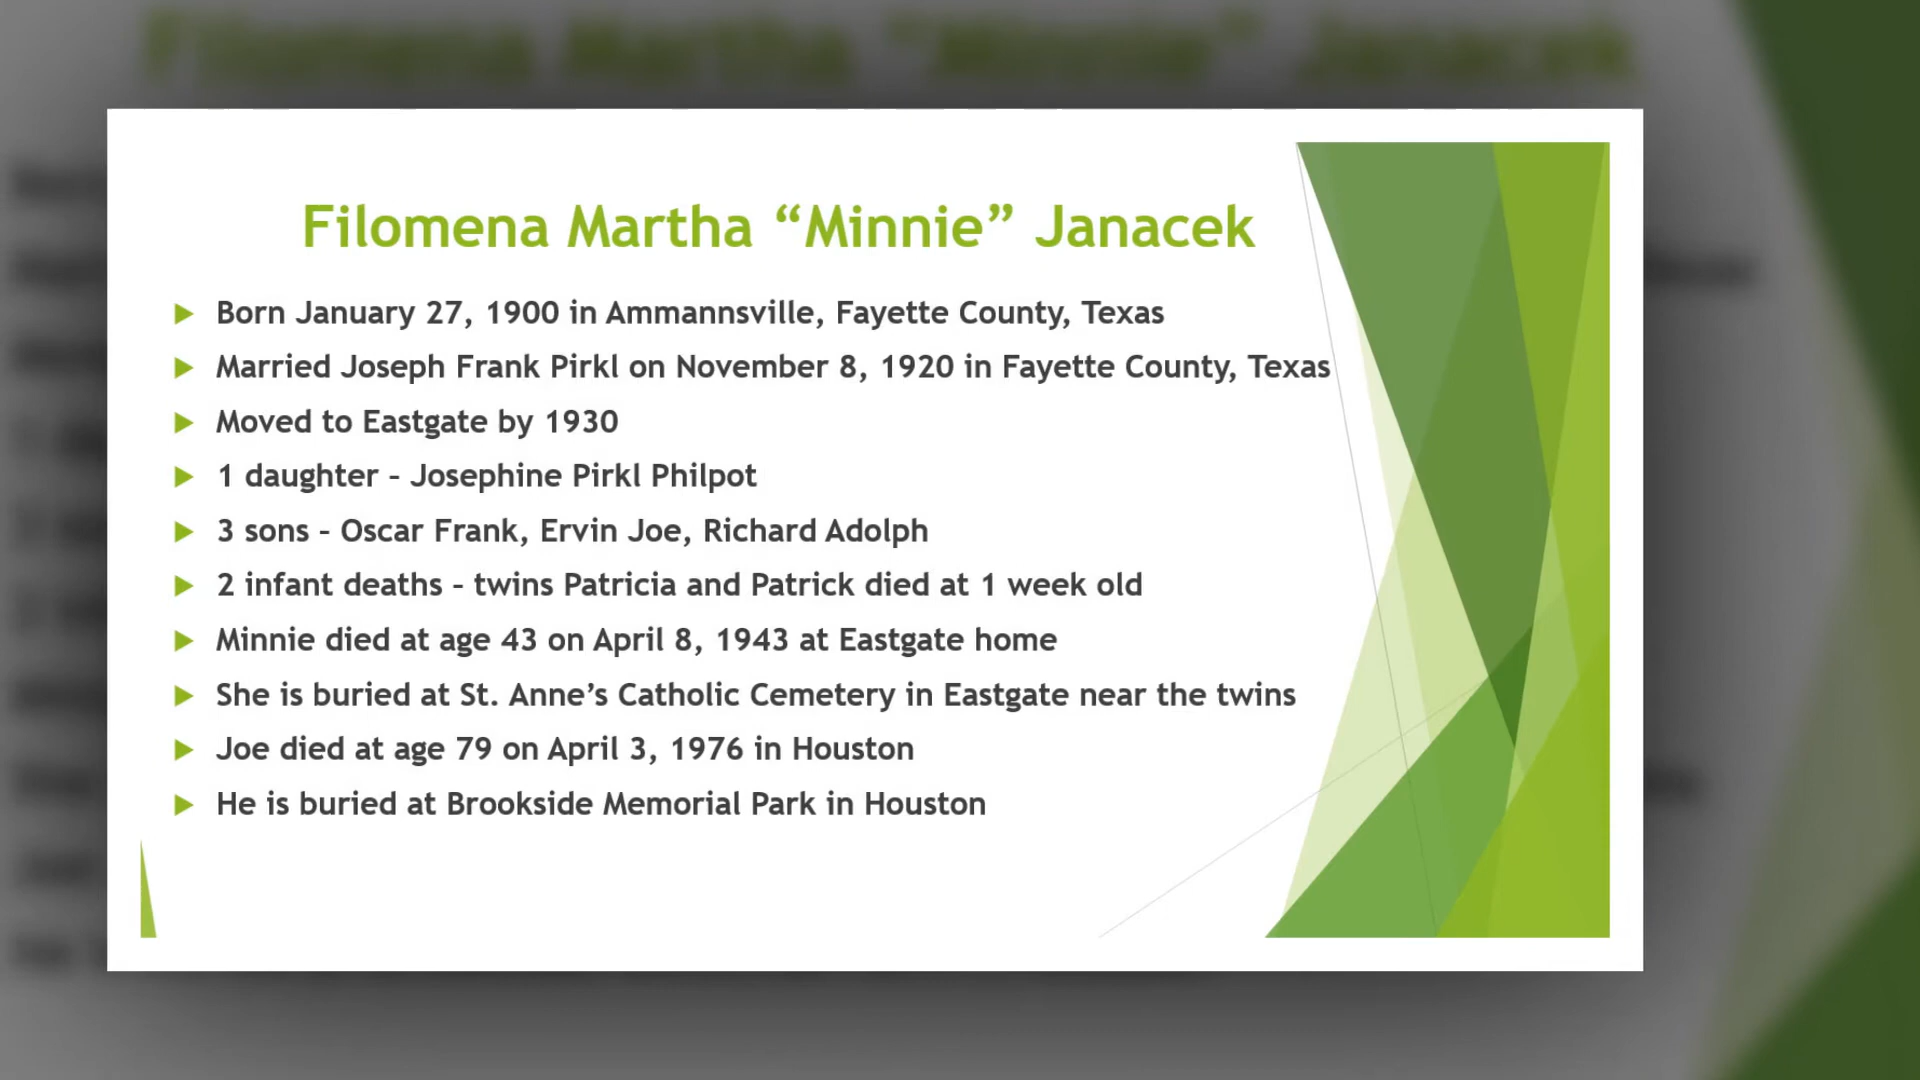 Filomena Martha “Minnie” Janacek
Born January 27, 1900 in Ammannsville, Fayette County, Texas
Married Joseph Frank Pirkl on November 8, 1920 in Fayette County, Texas
Moved to Eastgate by 1930
1 daughter – Josephine Pirkl Philpot
3 sons – Oscar Frank, Ervin Joe, Richard Adolph
2 infant deaths – twins Patricia and Patrick died at 1 week old
Minnie died at age 43 on April 8, 1943 at Eastgate home
She is buried at St. Anne’s Catholic Cemetery in Eastgate near the twins
Joe died at age 79 on April 3, 1976 in Houston
He is buried at Brookside Memorial Park in Houston